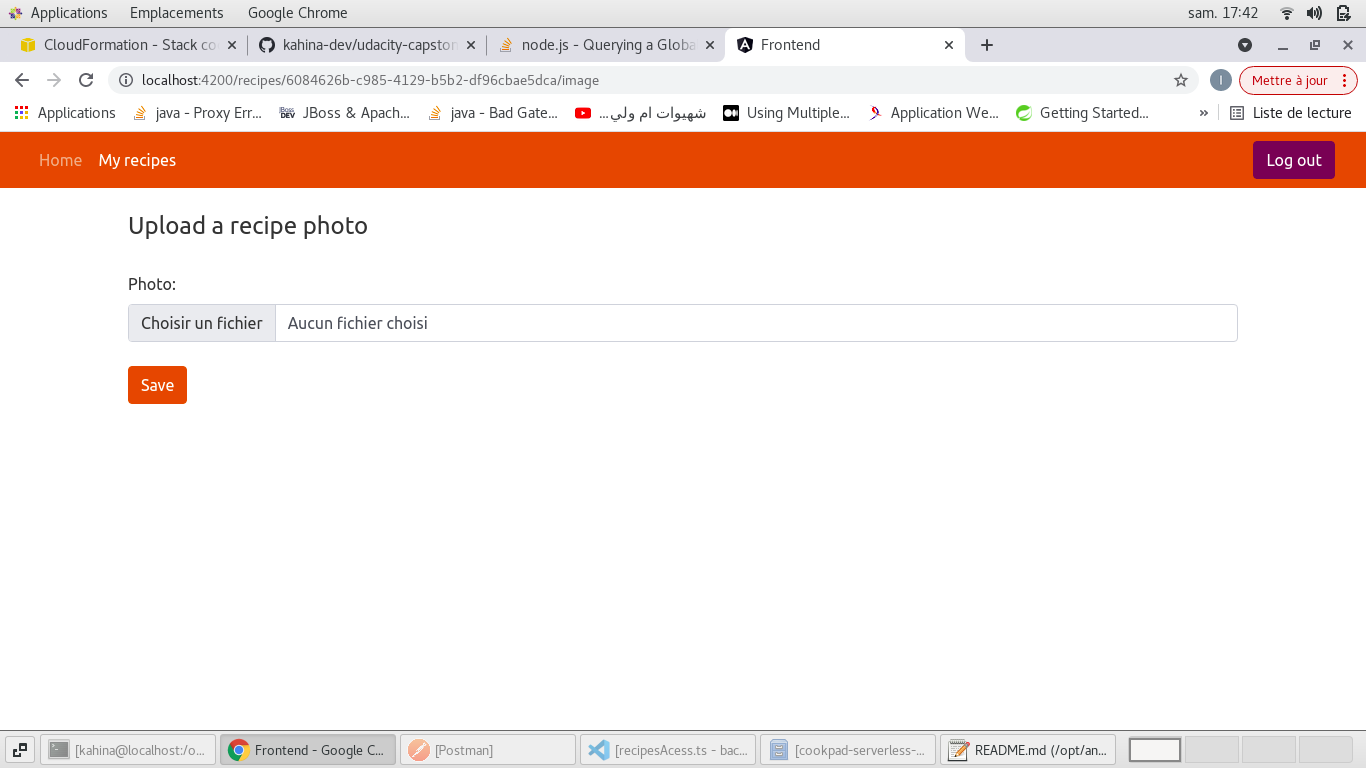 Applications Emplacements Google Chrome sam. 17:42
CloudFormation - Stack co kahina-dev/udacity-capston node.js - Querying a Globa Frontend
localhost:4200/recipes/6084626b-c985-4129-b5b2-df96cbae5dca/image I Mettre à jour
Applications java - Proxy Err... JBoss & Apach... java - Bad Gate... شهيوات ام ولي... Using Multiple... Application We... Getting Started... » Liste de lecture
Home My recipes Log out
Upload a recipe photo
Photo:
Choisir un fichier Aucun fichier choisi
Save
[kahina@localhost:/o... Frontend - Google C... [Postman] [recipesAcess.ts - bac... [cookpad-serverless-... README.md (/opt/an...